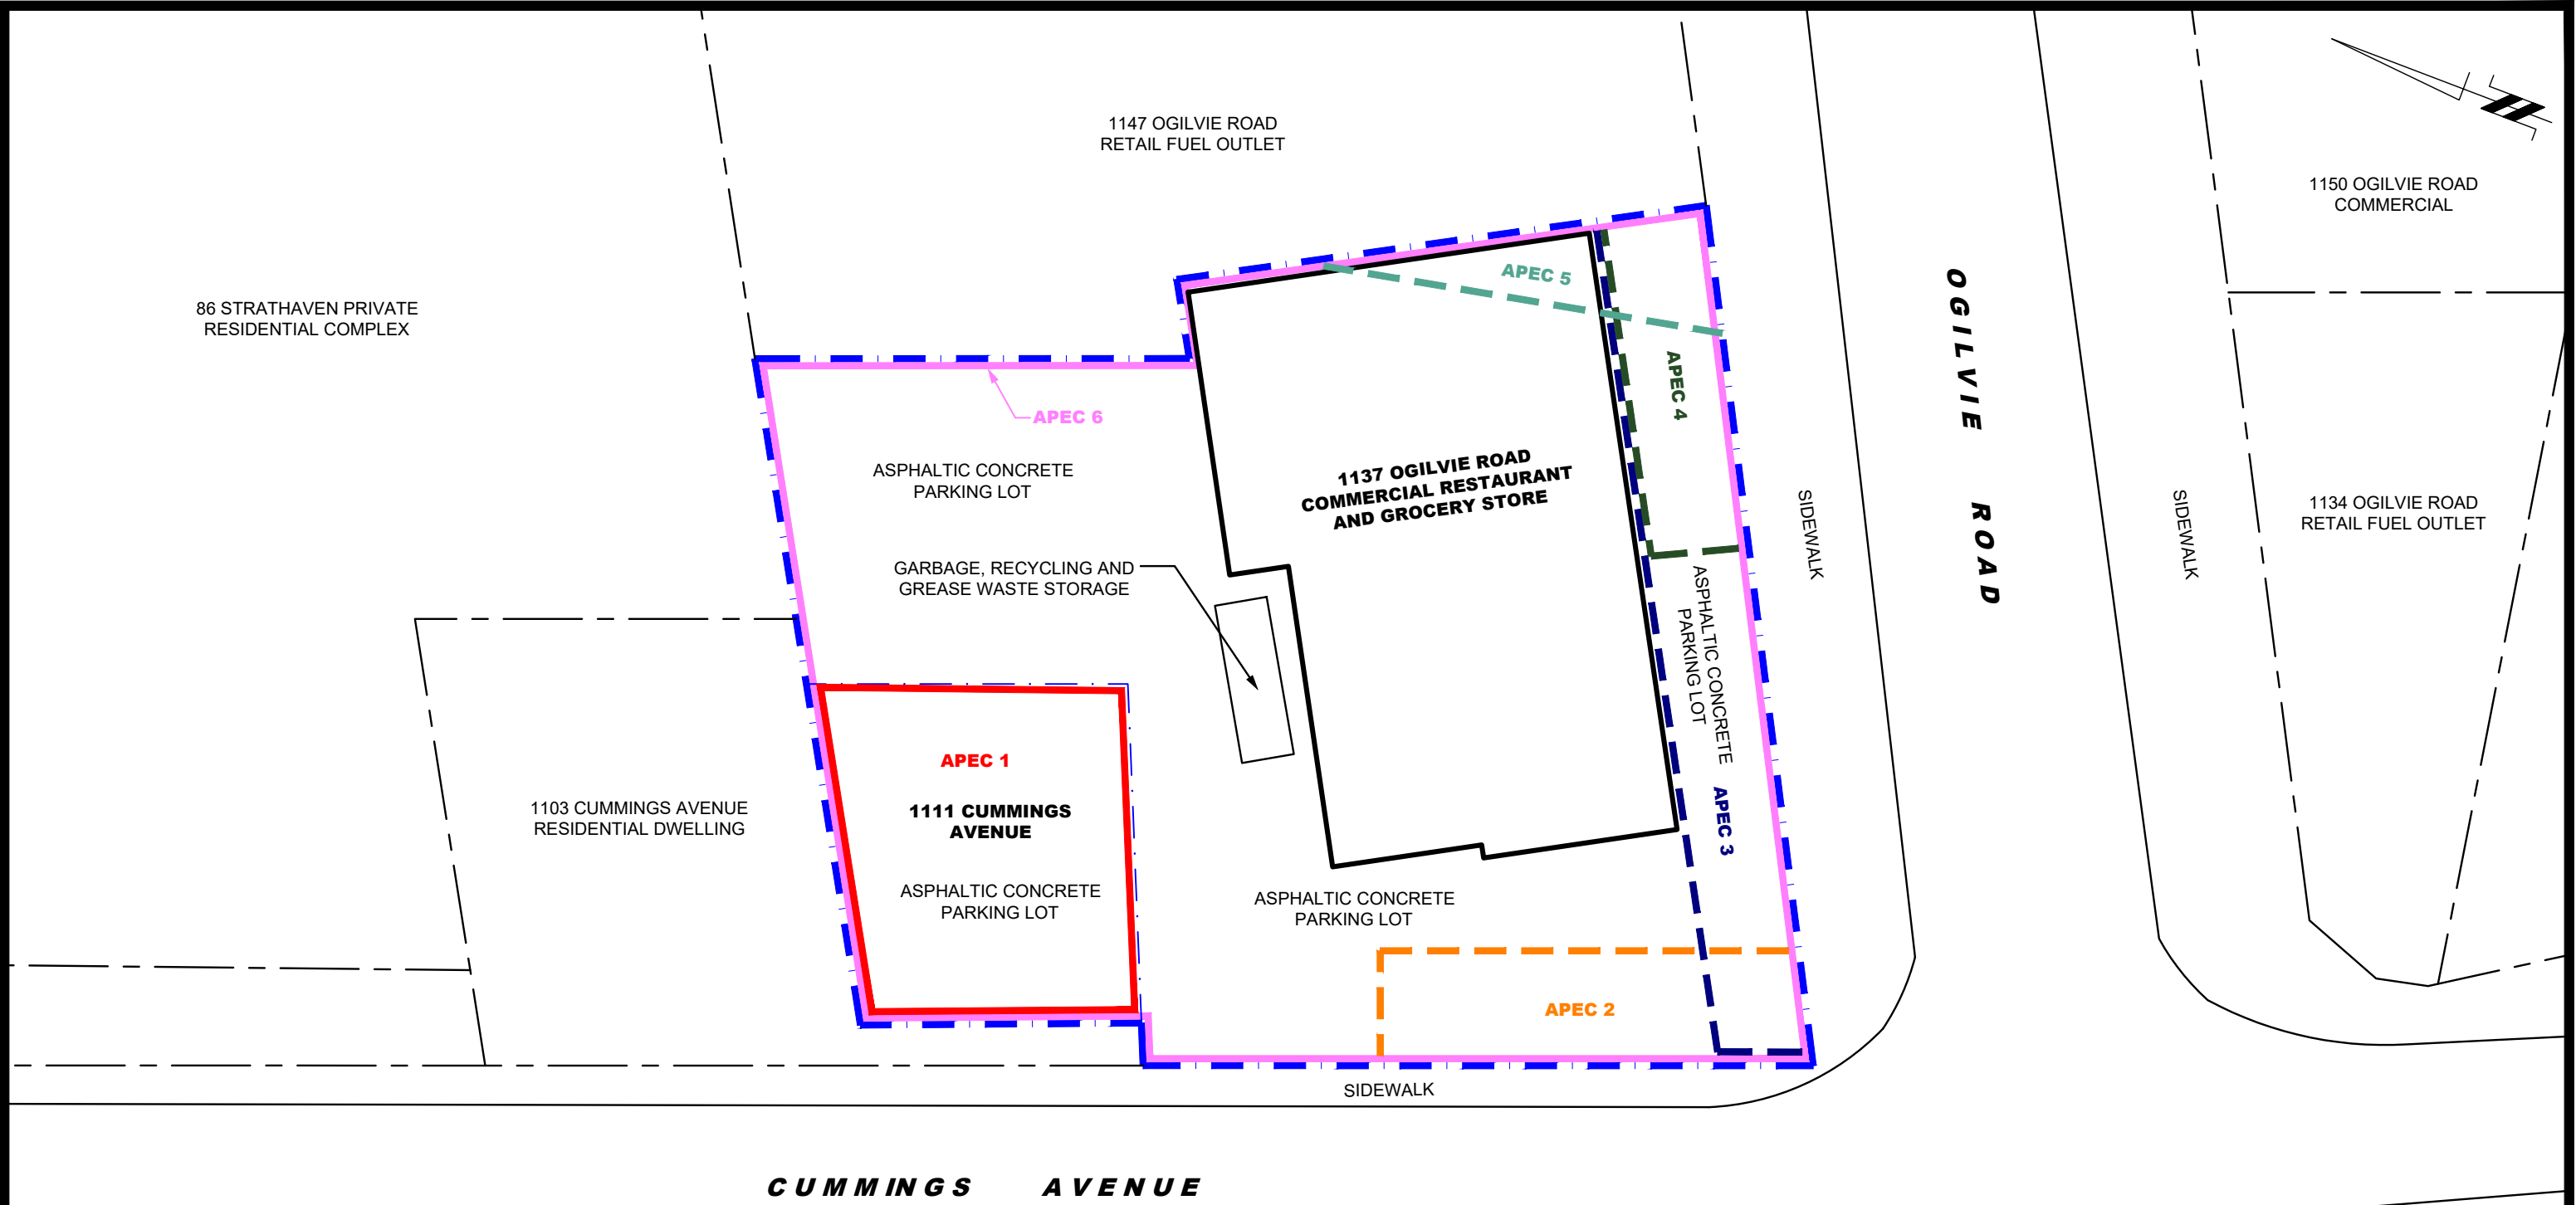 1147 OGILVIE ROAD
RETAIL FUEL OUTLET
1150 OGILVIE ROAD
COMMERCIAL
86 STRATHAVEN PRIVATE
RESIDENTIAL COMPLEX
APEC 5
APEC 4
APEC 6
OGILVIE ROAD
ASPHALTIC CONCRETE
PARKING LOT
1137 OGILVIE ROAD
COMMERCIAL RESTAURANT
AND GROCERY STORE
SIDEWALK
SIDEWALK
1134 OGILVIE ROAD
RETAIL FUEL OUTLET
GARBAGE, RECYCLING AND
GREASE WASTE STORAGE
ASPHALTIC CONCRETE
PARKING LOT
APEC 1
1111 CUMMINGS
AVENUE
1103 CUMMINGS AVENUE
RESIDENTIAL DWELLING
APEC 3
ASPHALTIC CONCRETE
PARKING LOT
ASPHALTIC CONCRETE
PARKING LOT
APEC 2
SIDEWALK
CUMMINGS AVENUE